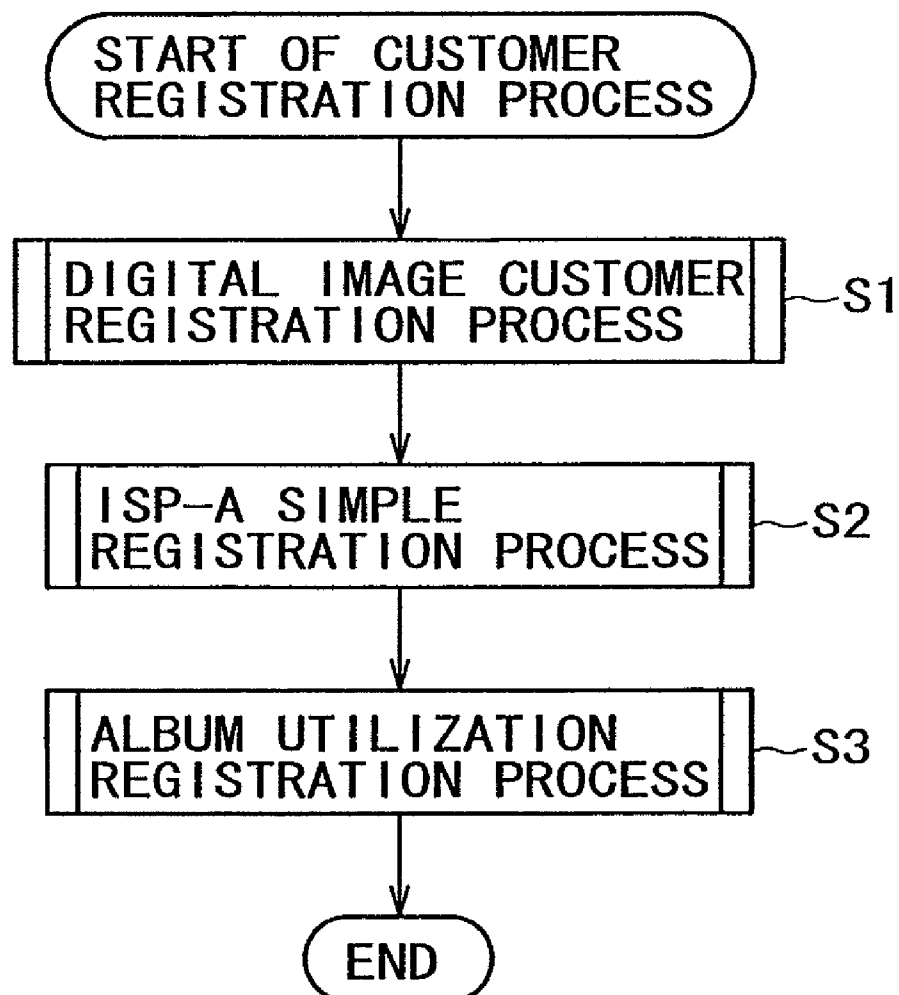 START OF CUSTOMER
REGISTRATION PROCESS
DIGITAL IMAGE CUSTOMER
REGISTRATION PROCESS
S1
ISP-A SIMPLE
REGISTRATION PROCESS
S2
ALBUM UTILIZATION
REGISTRATION PROCESS
S3
END